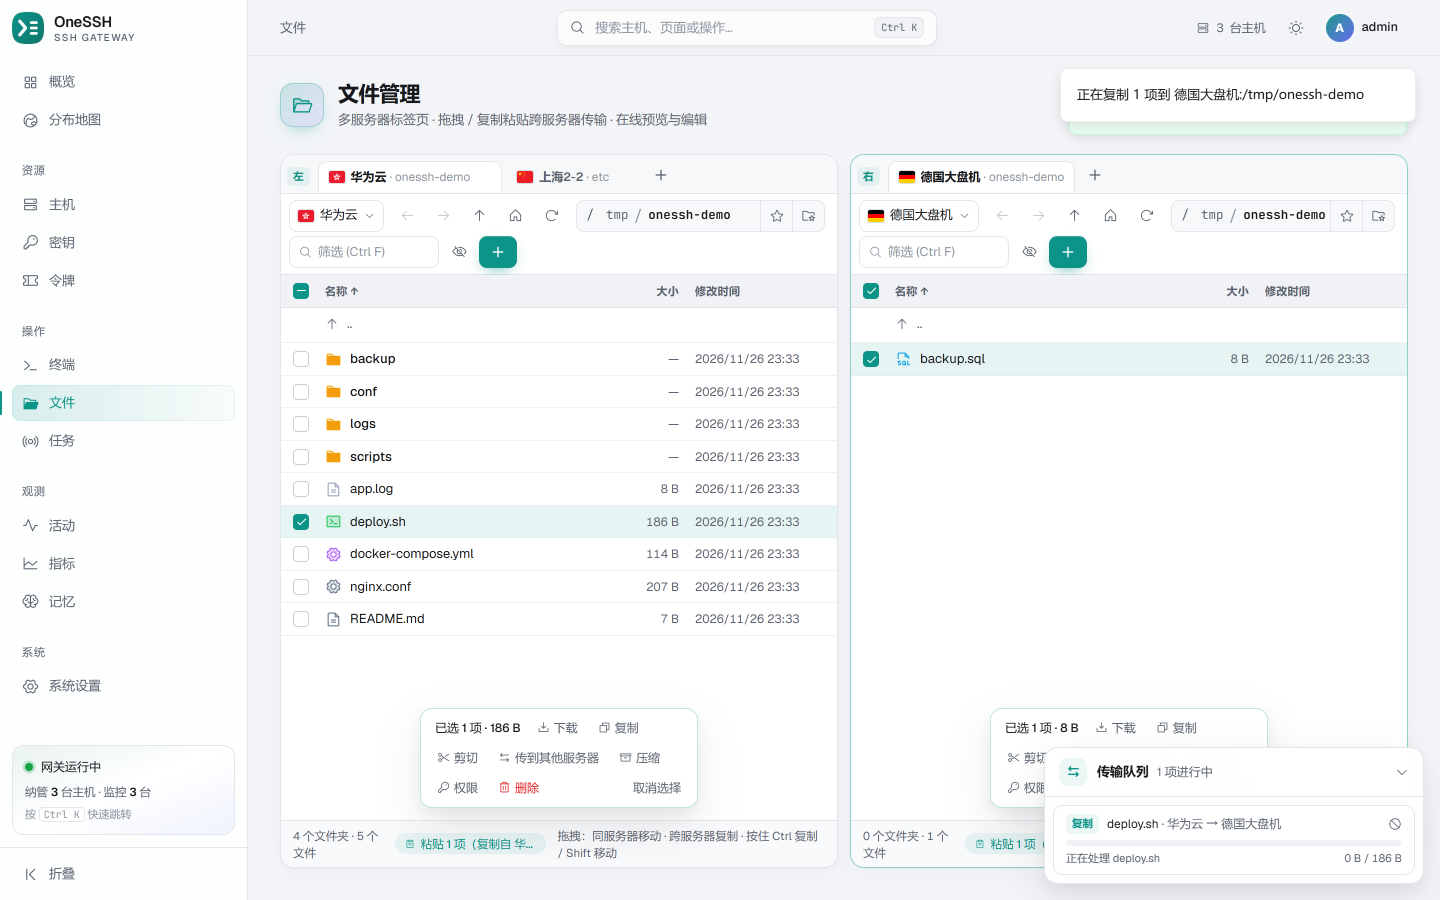 OneSSH
SSH GATEWAY
概览
分布地图
资源
主机
密钥
令牌
操作
终端
文件
任务
观测
活动
指标
记忆
系统
系统设置
网关运行中
纳管 3 台主机 · 监控 3 台
按 Ctrl K 快速跳转
折叠
文件
搜索主机、页面或操作... Ctrl K
3 台主机
A admin
文件管理
多服务器标签页 · 拖拽 / 复制粘贴跨服务器传输 · 在线预览与编辑
正在复制 1 项到 德国大盘机:/tmp/onessh-demo
左 华为云 · onessh-demo 上海2-2 · etc
华为云 / tmp / onessh-demo
筛选 (Ctrl F)
名称 大小 修改时间
..
backup — 2026/11/26 23:33
conf — 2026/11/26 23:33
logs — 2026/11/26 23:33
scripts — 2026/11/26 23:33
app.log 8 B 2026/11/26 23:33
deploy.sh 186 B 2026/11/26 23:33
docker-compose.yml 114 B 2026/11/26 23:33
nginx.conf 207 B 2026/11/26 23:33
README.md 7 B 2026/11/26 23:33
已选 1 项 · 186 B 下载 复制
剪切 传到其他服务器 压缩
权限 删除 取消选择
4 个文件夹 · 5 个文件
粘贴 1 项（复制自 华...
拖拽：同服务器移动 · 跨服务器复制 · 按住 Ctrl 复制 / Shift 移动
右 德国大盘机 · onessh-demo
德国大盘机 / tmp / onessh-demo
筛选 (Ctrl F)
名称 大小 修改时间
..
backup.sql 8 B 2026/11/26 23:33
已选 1 项 · 8 B 下载 复制
剪切
权限
0 个文件夹 · 1 个文件
粘贴 1 项
传输队列 1 项进行中
复制 deploy.sh · 华为云 → 德国大盘机
正在处理 deploy.sh 0 B / 186 B